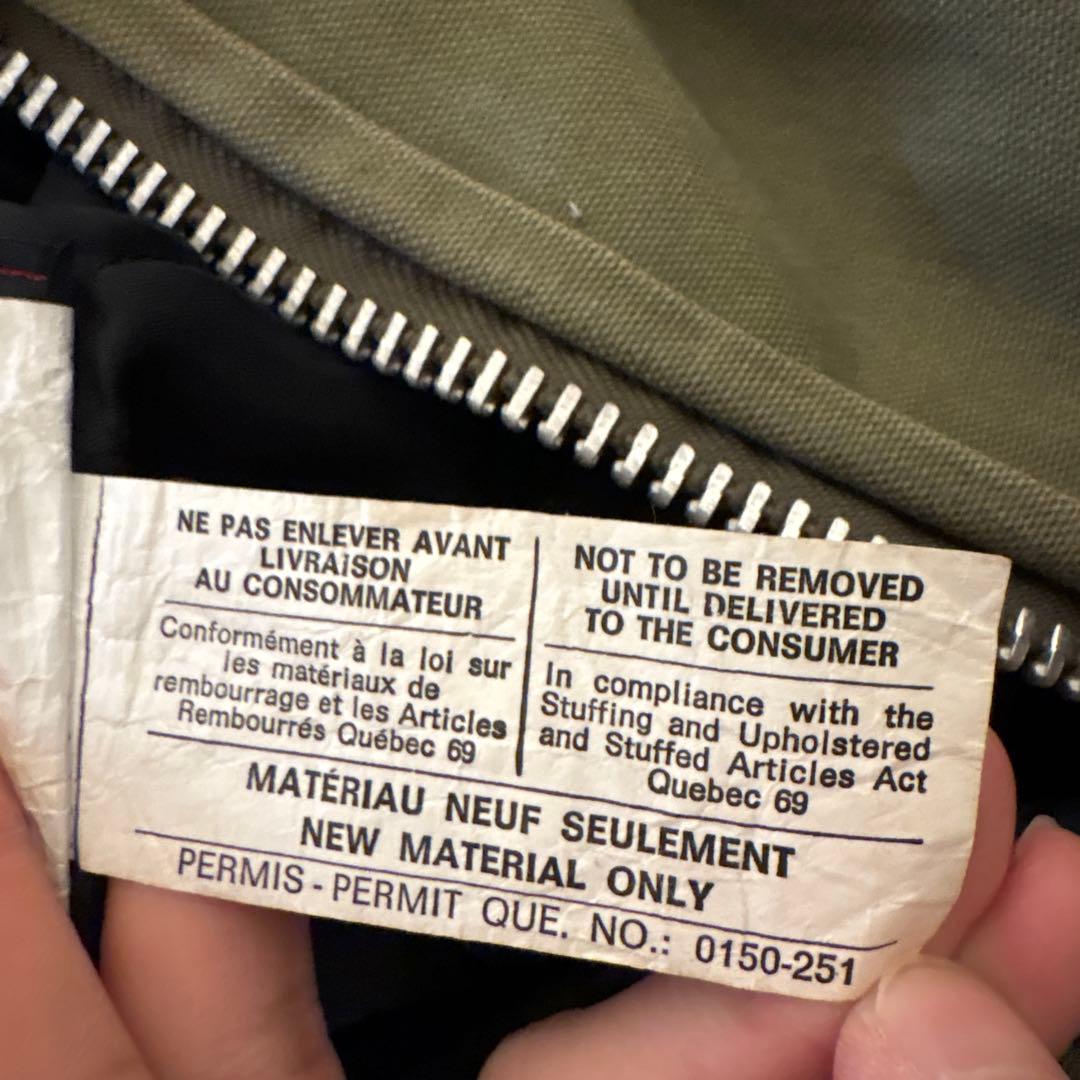 NE PAS ENLEVER AVANT
LIVRAISON
AU CONSOMMATEUR
Conformément à la loi sur
les matériaux de
rembourrage et les Articles
Rembourrés Québec 69
NOT TO BE REMOVED
UNTIL DELIVERED
TO THE CONSUMER
In compliance with the
Stuffing and Upholstered
and Stuffed Articles Act
Quebec 69
MATÉRIAU NEUF SEULEMENT
NEW MATERIAL ONLY
PERMIS - PERMIT QUE. NO.: 0150-251